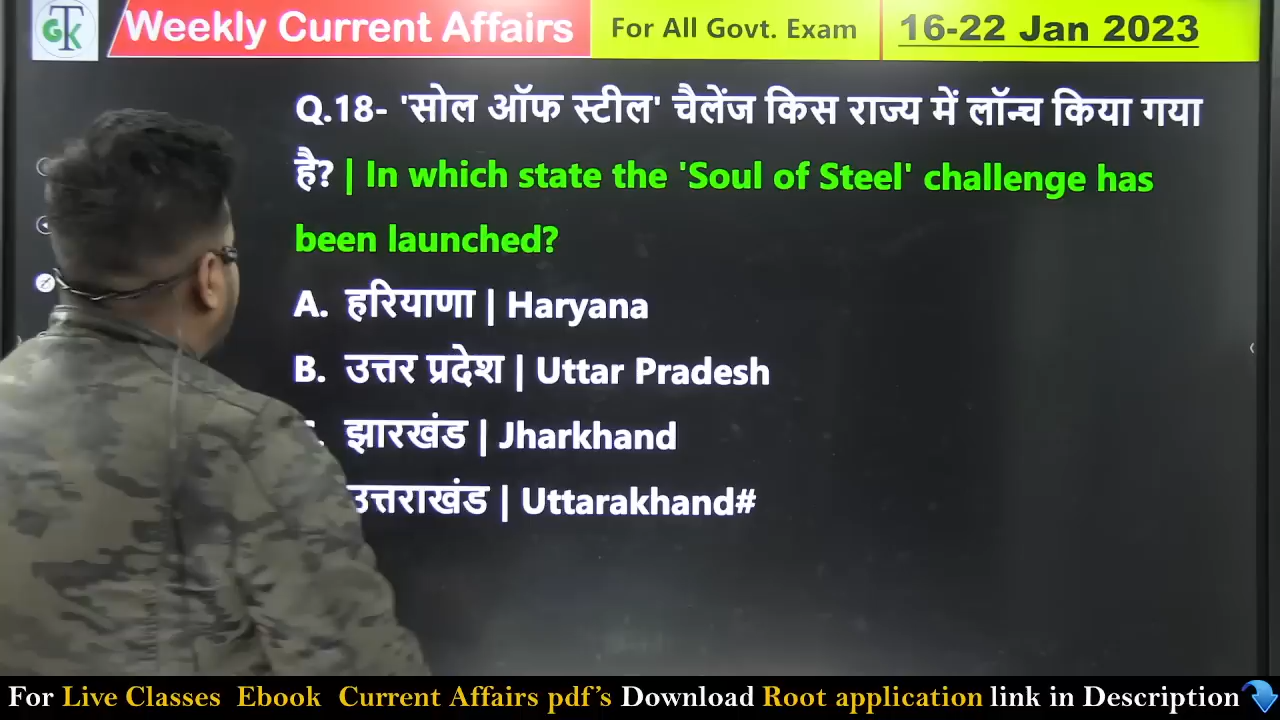 GTK
Weekly Current Affairs
For All Govt. Exam
16-22 Jan 2023
Q.18- 'सोल ऑफ स्टील' चैलेंज किस राज्य में लॉन्च किया गया
है? | In which state the 'Soul of Steel' challenge has
been launched?
A. हरियाणा | Haryana
B. उत्तर प्रदेश | Uttar Pradesh
झारखंड | Jharkhand
उत्तराखंड | Uttarakhand#
For Live Classes Ebook Current Affairs pdf's Download Root application link in Description